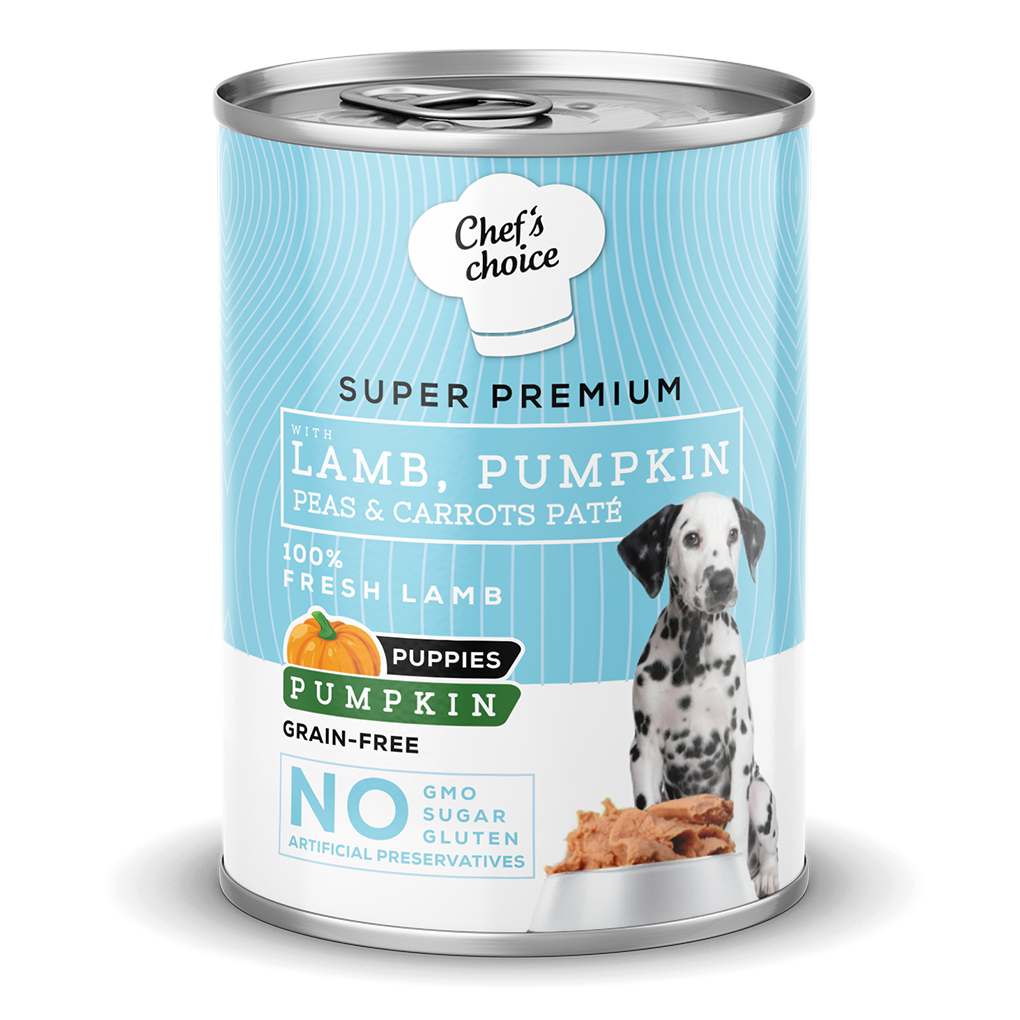 Chef's
choice
SUPER PREMIUM
WITH
LAMB, PUMPKIN
PEAS & CARROTS PATÉ
100%
FRESH LAMB
PUPPIES
PUMPKIN
GRAIN-FREE
NO
GMO
SUGAR
GLUTEN
ARTIFICIAL PRESERVATIVES